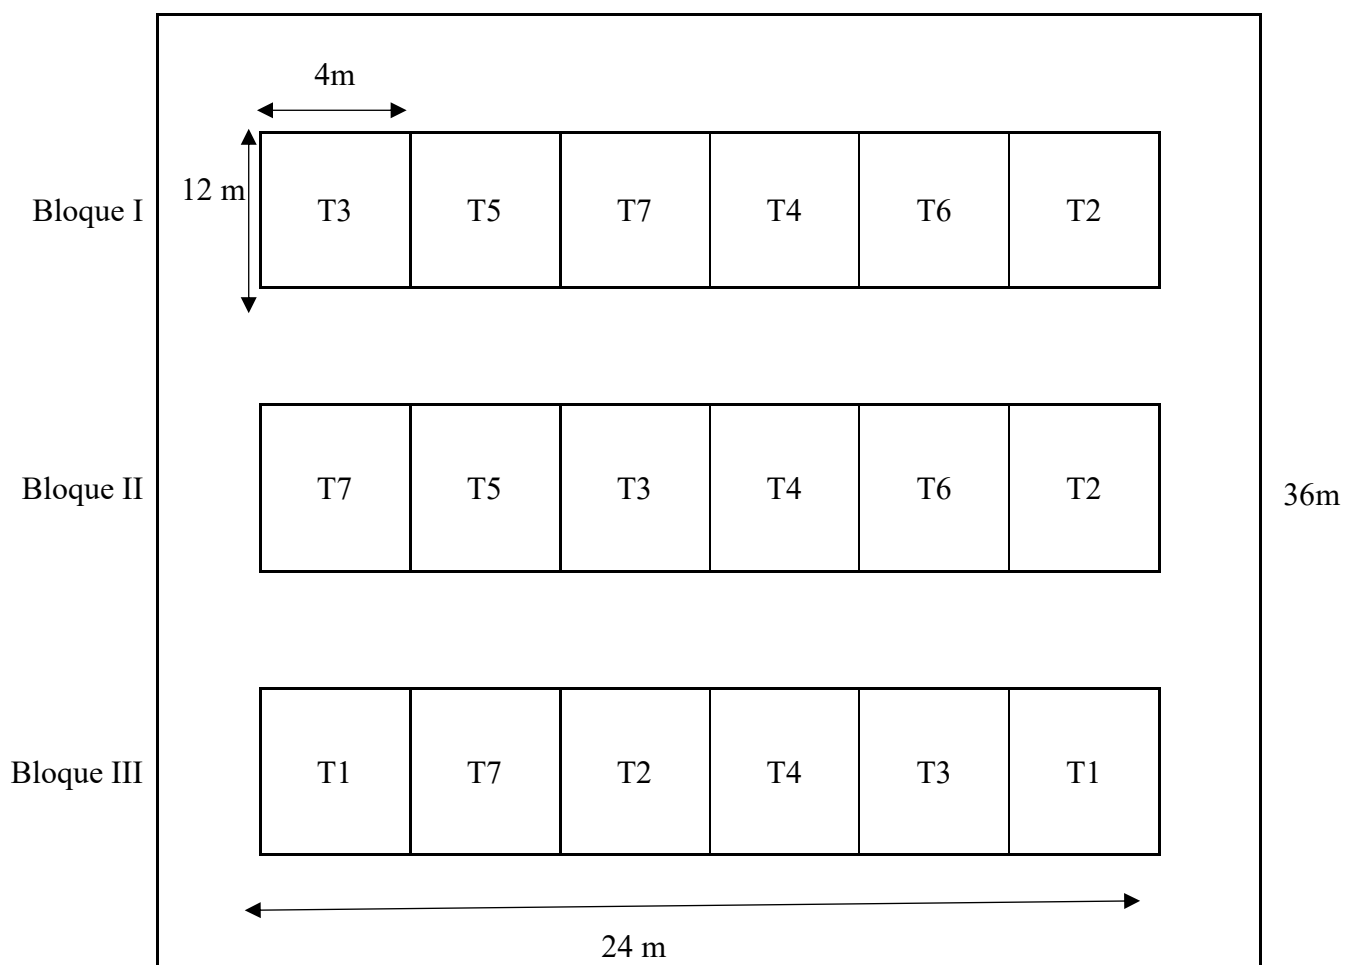 4m
12 m
Bloque I
T3 T5 T7 T4 T6 T2
Bloque II
T7 T5 T3 T4 T6 T2
36m
Bloque III
T1 T7 T2 T4 T3 T1
24 m